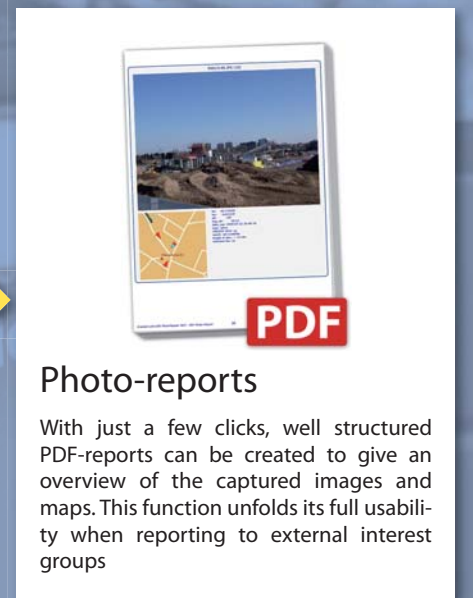 PDF
Photo-reports
With just a few clicks, well structured
PDF-reports can be created to give an
overview of the captured images and
maps. This function unfolds its full usabili-
ty when reporting to external interest
groups